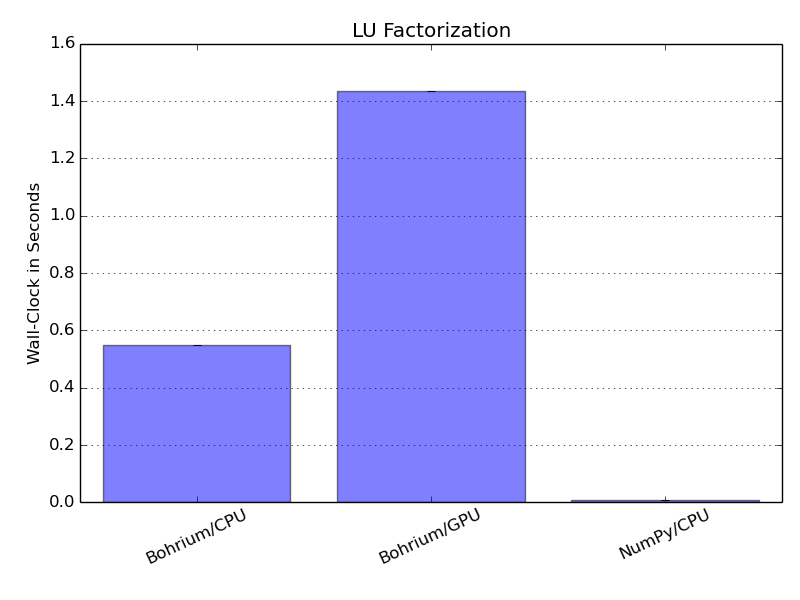 LU Factorization
1.6
1.4
1.2
1.0
0.8
0.6
0.4
0.2
0.0
Wall-Clock in Seconds
Bohrium/CPU
Bohrium/GPU
NumPy/CPU